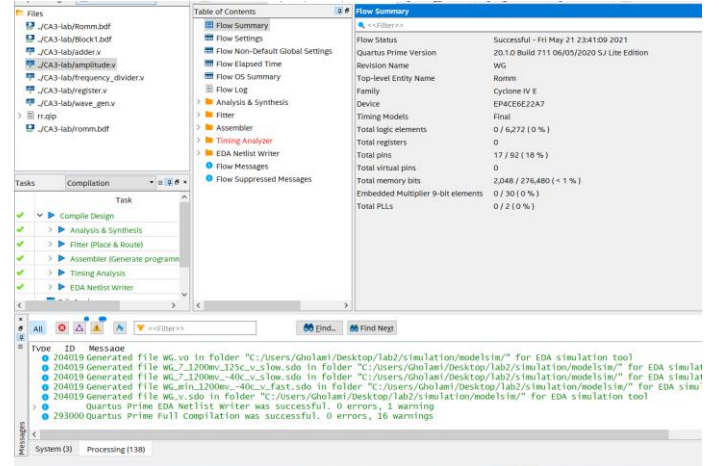 Files
./CA3-lab/Romm.bdf
./CA3-lab/Block1.bdf
./CA3-lab/adder.v
./CA3-lab/amplitude.v
./CA3-lab/frequency_divider.v
./CA3-lab/register.v
./CA3-lab/wave_gen.v
rr.qip
./CA3-lab/romm.bdf
Tasks Compilation
Task
Compile Design
Analysis & Synthesis
Fitter (Place & Route)
Assembler (Generate programm
Timing Analysis
EDA Netlist Writer
Table of Contents
Flow Summary
Flow Settings
Flow Non-Default Global Settings
Flow Elapsed Time
Flow OS Summary
Flow Log
Analysis & Synthesis
Fitter
Assembler
Timing Analyzer
EDA Netlist Writer
Flow Messages
Flow Suppressed Messages
Flow Summary
<<Filter>>
Flow Status Successful - Fri May 21 23:41:09 2021
Quartus Prime Version 20.1.0 Build 711 06/05/2020 SJ Lite Edition
Revision Name WG
Top-level Entity Name Romm
Family Cyclone IV E
Device EP4CE6E22A7
Timing Models Final
Total logic elements 0 / 6,272 ( 0 % )
Total registers 0
Total pins 17 / 92 ( 18 % )
Total virtual pins 0
Total memory bits 2,048 / 276,480 ( < 1 % )
Embedded Multiplier 9-bit elements 0 / 30 ( 0 % )
Total PLLs 0 / 2 ( 0 % )
All <<Filter>> Find... Find Next
Type ID Message
204019 Generated file WG.vo in folder "C:/Users/Gholami/Desktop/lab2/simulation/modelsim/" for EDA simulation tool
204019 Generated file WG_7_1200mv_125c_v_slow.sdo in folder "C:/Users/Gholami/Desktop/lab2/simulation/modelsim/" for EDA simulat
204019 Generated file WG_7_1200mv_-40c_v_slow.sdo in folder "C:/Users/Gholami/Desktop/lab2/simulation/modelsim/" for EDA simulat
204019 Generated file WG_min_1200mv_-40c_v_fast.sdo in folder "C:/Users/Gholami/Desktop/lab2/simulation/modelsim/" for EDA simu
204019 Generated file WG_v.sdo in folder "C:/Users/Gholami/Desktop/lab2/simulation/modelsim/" for EDA simulation tool
Quartus Prime EDA Netlist Writer was successful. 0 errors, 1 warning
293000 Quartus Prime Full Compilation was successful. 0 errors, 16 warnings
Messages
System (3) Processing (138)